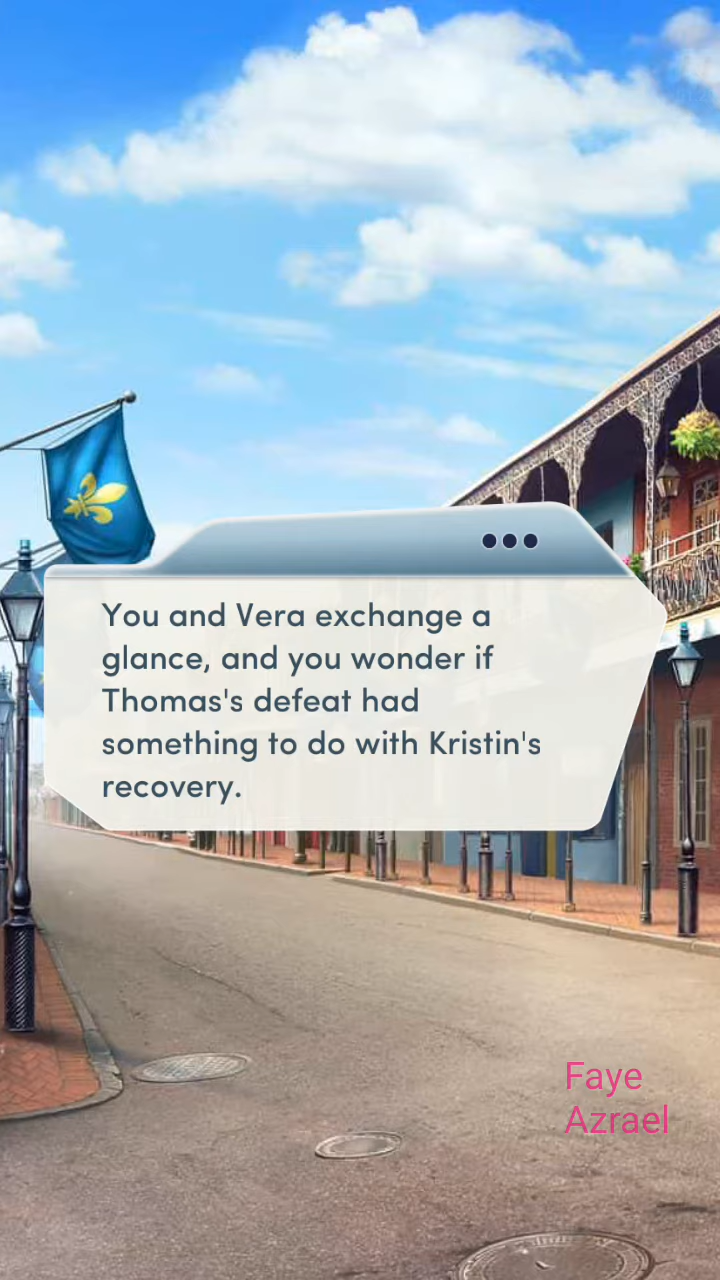 You and Vera exchange a
glance, and you wonder if
Thomas's defeat had
something to do with Kristin's
recovery.
Faye
Azrael